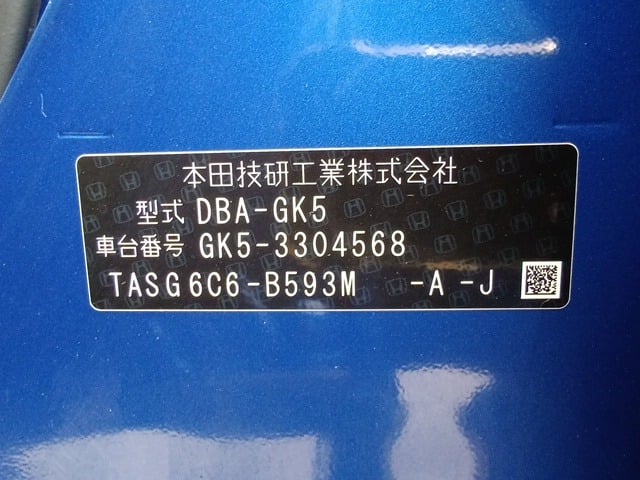 本田技研工業株式会社
型式 DBA-GK5
車台番号 GK5-3304568
TASG6C6-B593M -A -J